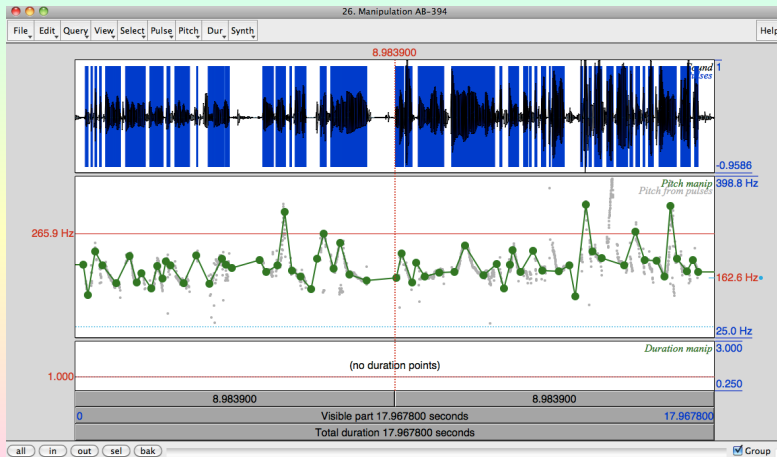 26. Manipulation AB-394
File Edit Query View Select Pulse Pitch Dur Synth Help
8.983900
Sound
Pulses
1
-0.9586
Pitch manip
Pitch from pulses
398.8 Hz
265.9 Hz
162.6 Hz
25.0 Hz
Duration manip
3.000
(no duration points)
1.000
0.250
8.983900 8.983900
0 Visible part 17.967800 seconds 17.967800
Total duration 17.967800 seconds
all in out sel bak Group